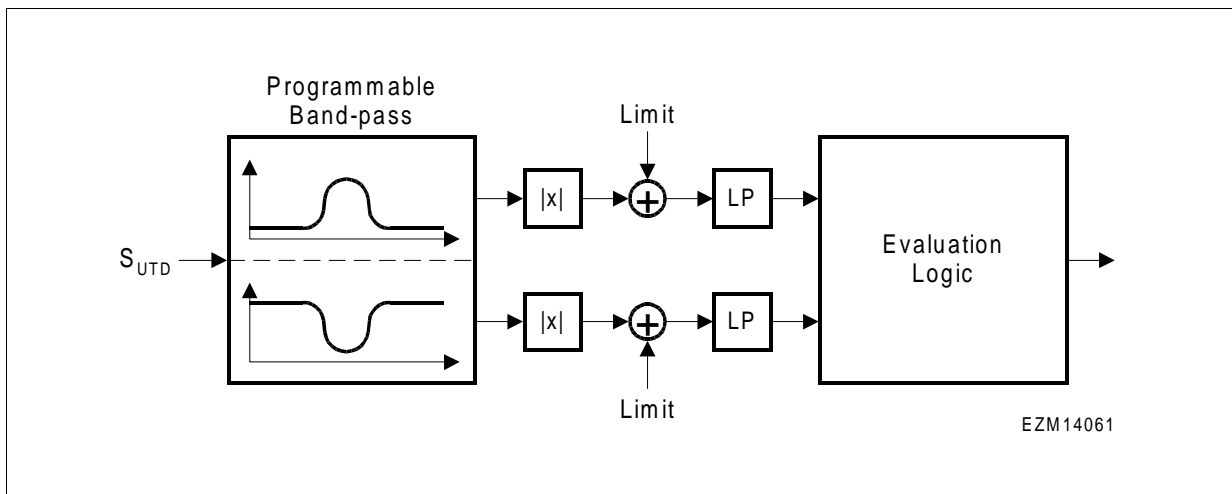 Programmable
Band-pass
Limit
|x|
+
LP
S_UTD
Evaluation
Logic
|x|
+
LP
Limit
EZM14061